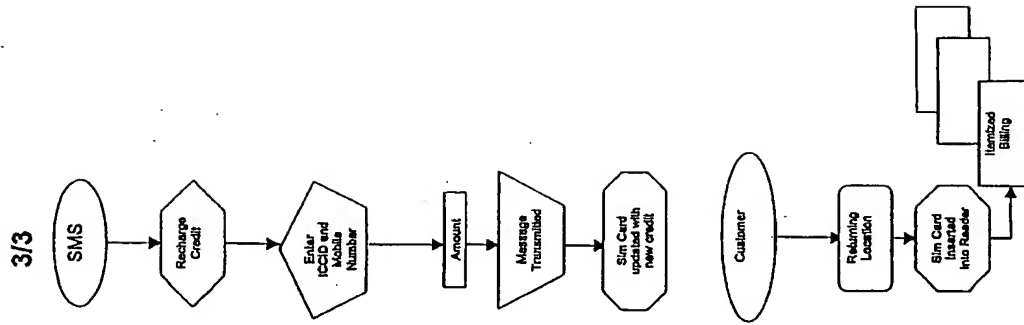 3/3
SMS
Recharge
Credit
Enter
ICCID and
Mobile
Number
Amount
Message
Transmitted
Sim Card
updated with
new credit
Customer
Returning
Location
Sim Card
Inserted
Into Reader
Itemized
Billing